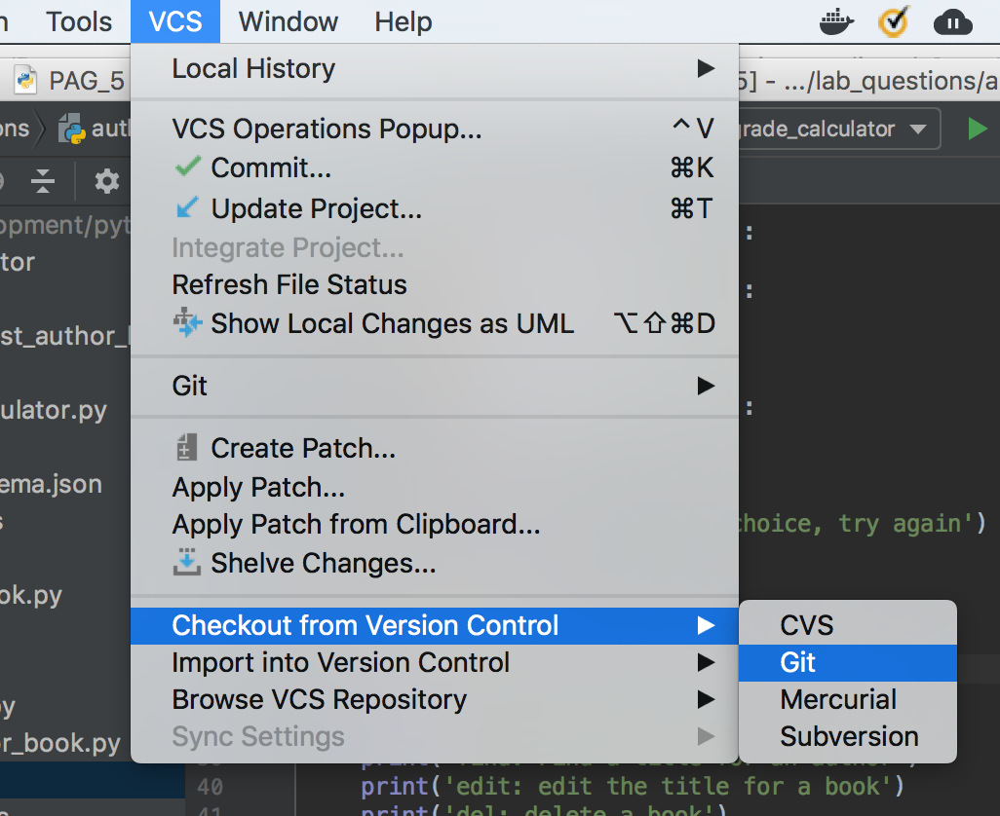 Tools VCS Window Help
PAG_5
5] - .../lab_questions/a
ons
auth
grade_calculator
Local History
VCS Operations Popup... ^V
Commit... ⌘K
Update Project... ⌘T
Integrate Project...
Refresh File Status
Show Local Changes as UML ⌥⇧⌘D
Git
Create Patch...
Apply Patch...
Apply Patch from Clipboard...
Shelve Changes...
Checkout from Version Control
Import into Version Control
Browse VCS Repository
Sync Settings
CVS
Git
Mercurial
Subversion
opment/pyt
tor
st_author_
ulator.py
ema.json
s
ok.py
py
r_book.py
:
:
:
choice, try again')
40 print('edit: edit the title for a book')
41 print('del: delete a book')